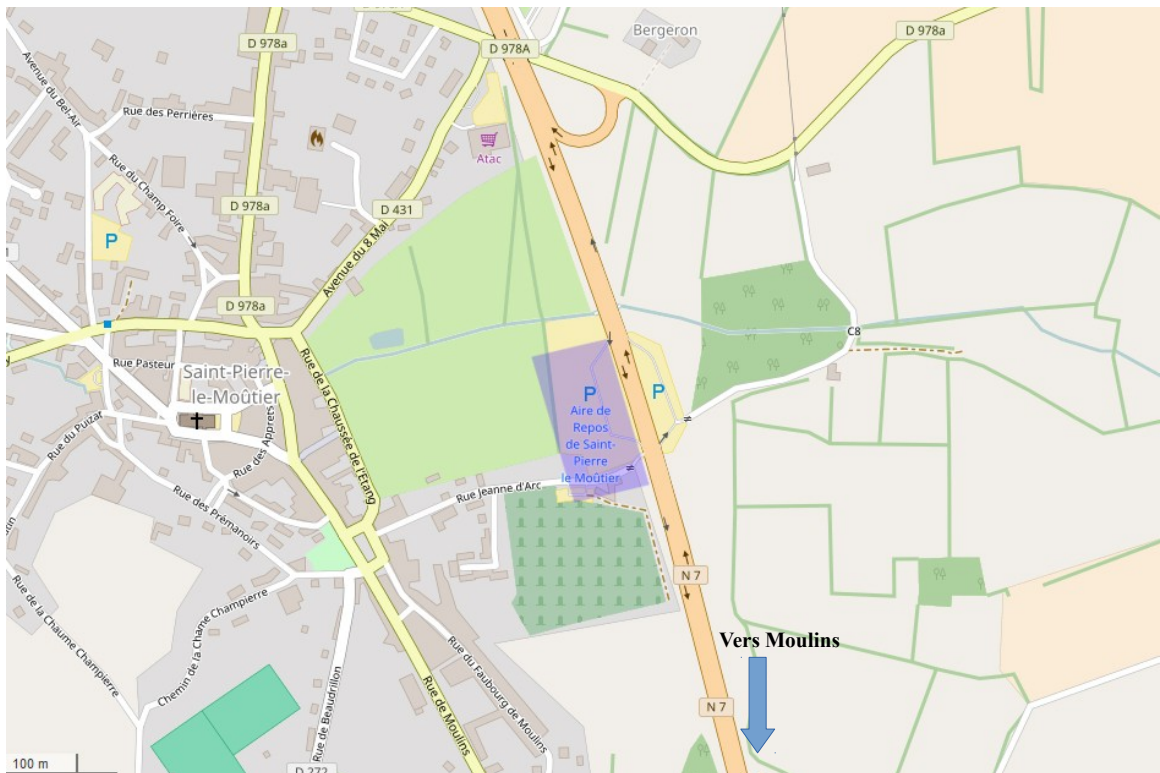 D 978a
D 978A
Bergeron
D 978a
Avenue du Bel-Air
Rue des Perrières
Atac
Rue du Champ Foire
D 978a
D 431
P
Avenue du 8 Mai
D 978a
C8
Rue Pasteur
Saint-Pierre-
le-Moûtier
Rue de la Chaussée de l'Étang
P
P
Aire de
Repos
de Saint-
Pierre
le Moûtier
Rue du Puizat
Rue des Apprets
Rue Jeanne d'Arc
Rue des Prémanoirs
N 7
Rue de la Chaume Champierre
Chemin de la Chame Champierre
Vers Moulins
Rue de Beaudrillon
Rue de Moulins
Rue du Faubourg de Moulins
N 7
100 m
D 272